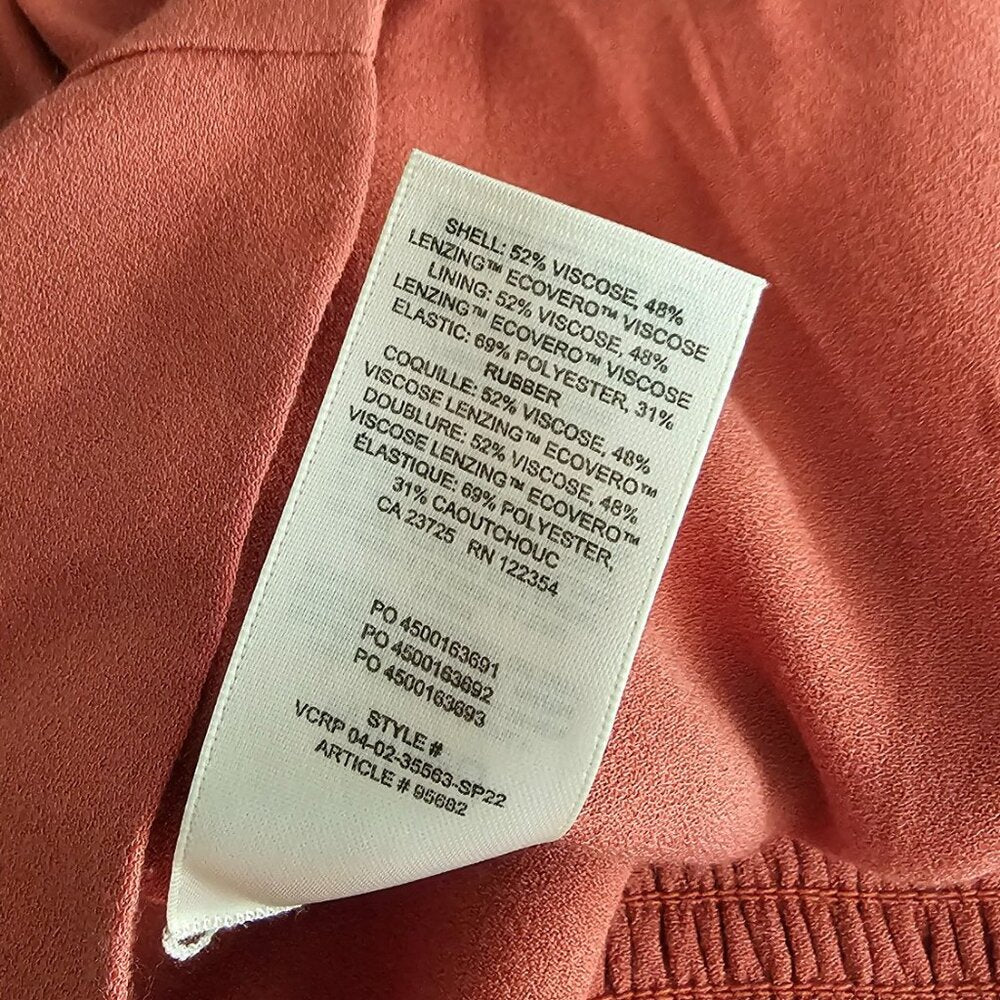 SHELL: 52% VISCOSE, 48%
LENZING™ ECOVERO™ VISCOSE
LINING: 52% VISCOSE, 48%
LENZING™ ECOVERO™ VISCOSE
ELASTIC: 69% POLYESTER, 31%
RUBBER
COQUILLE: 52% VISCOSE, 48%
VISCOSE LENZING™ ECOVERO™
DOUBLURE: 52% VISCOSE, 48%
VISCOSE LENZING™ ECOVERO™
ÉLASTIQUE: 69% POLYESTER,
31% CAOUTCHOUC
CA 23725 RN 122354
PO 4500163691
PO 4500163692
PO 4500163693
STYLE #
VCRP 04-02-35563-SP22
ARTICLE # 95682